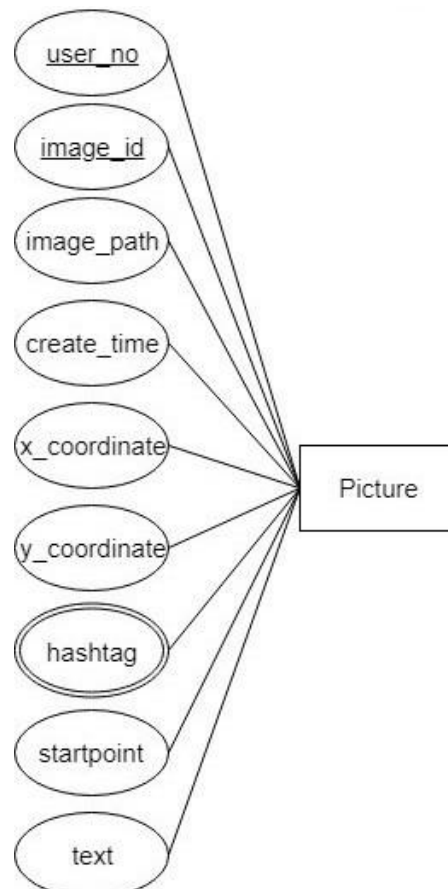 user_no
image_id
image_path
create_time
x_coordinate
Picture
y_coordinate
hashtag
startpoint
text